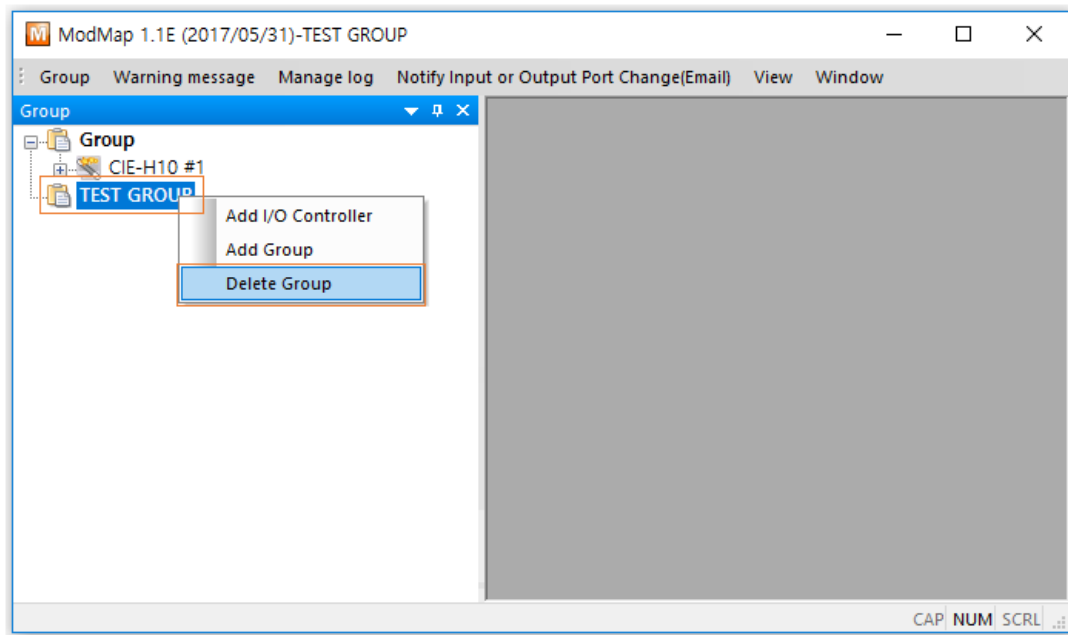 ModMap 1.1E (2017/05/31)-TEST GROUP
Group Warning message Manage log Notify Input or Output Port Change(Email) View Window
Group
Group
CIE-H10 #1
TEST GROUP
Add I/O Controller
Add Group
Delete Group
CAP NUM SCRL